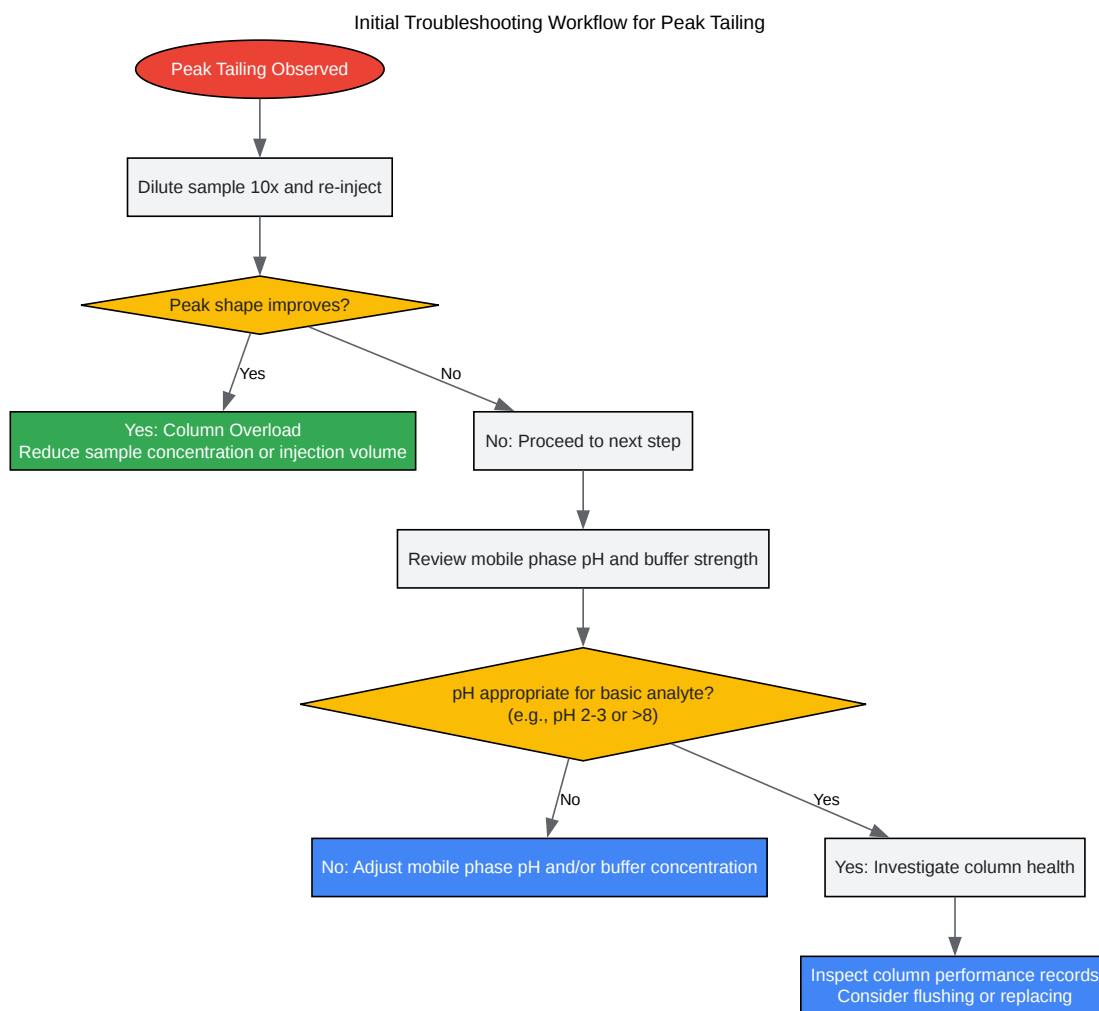 Initial Troubleshooting Workflow for Peak Tailing
Peak Tailing Observed
Dilute sample 10x and re-inject
Peak shape improves?
Yes
No
Yes: Column Overload
Reduce sample concentration or injection volume
No: Proceed to next step
Review mobile phase pH and buffer strength
pH appropriate for basic analyte?
(e.g., pH 2-3 or >8)
No
Yes
No: Adjust mobile phase pH and/or buffer concentration
Yes: Investigate column health
Inspect column performance records
Consider flushing or replacing